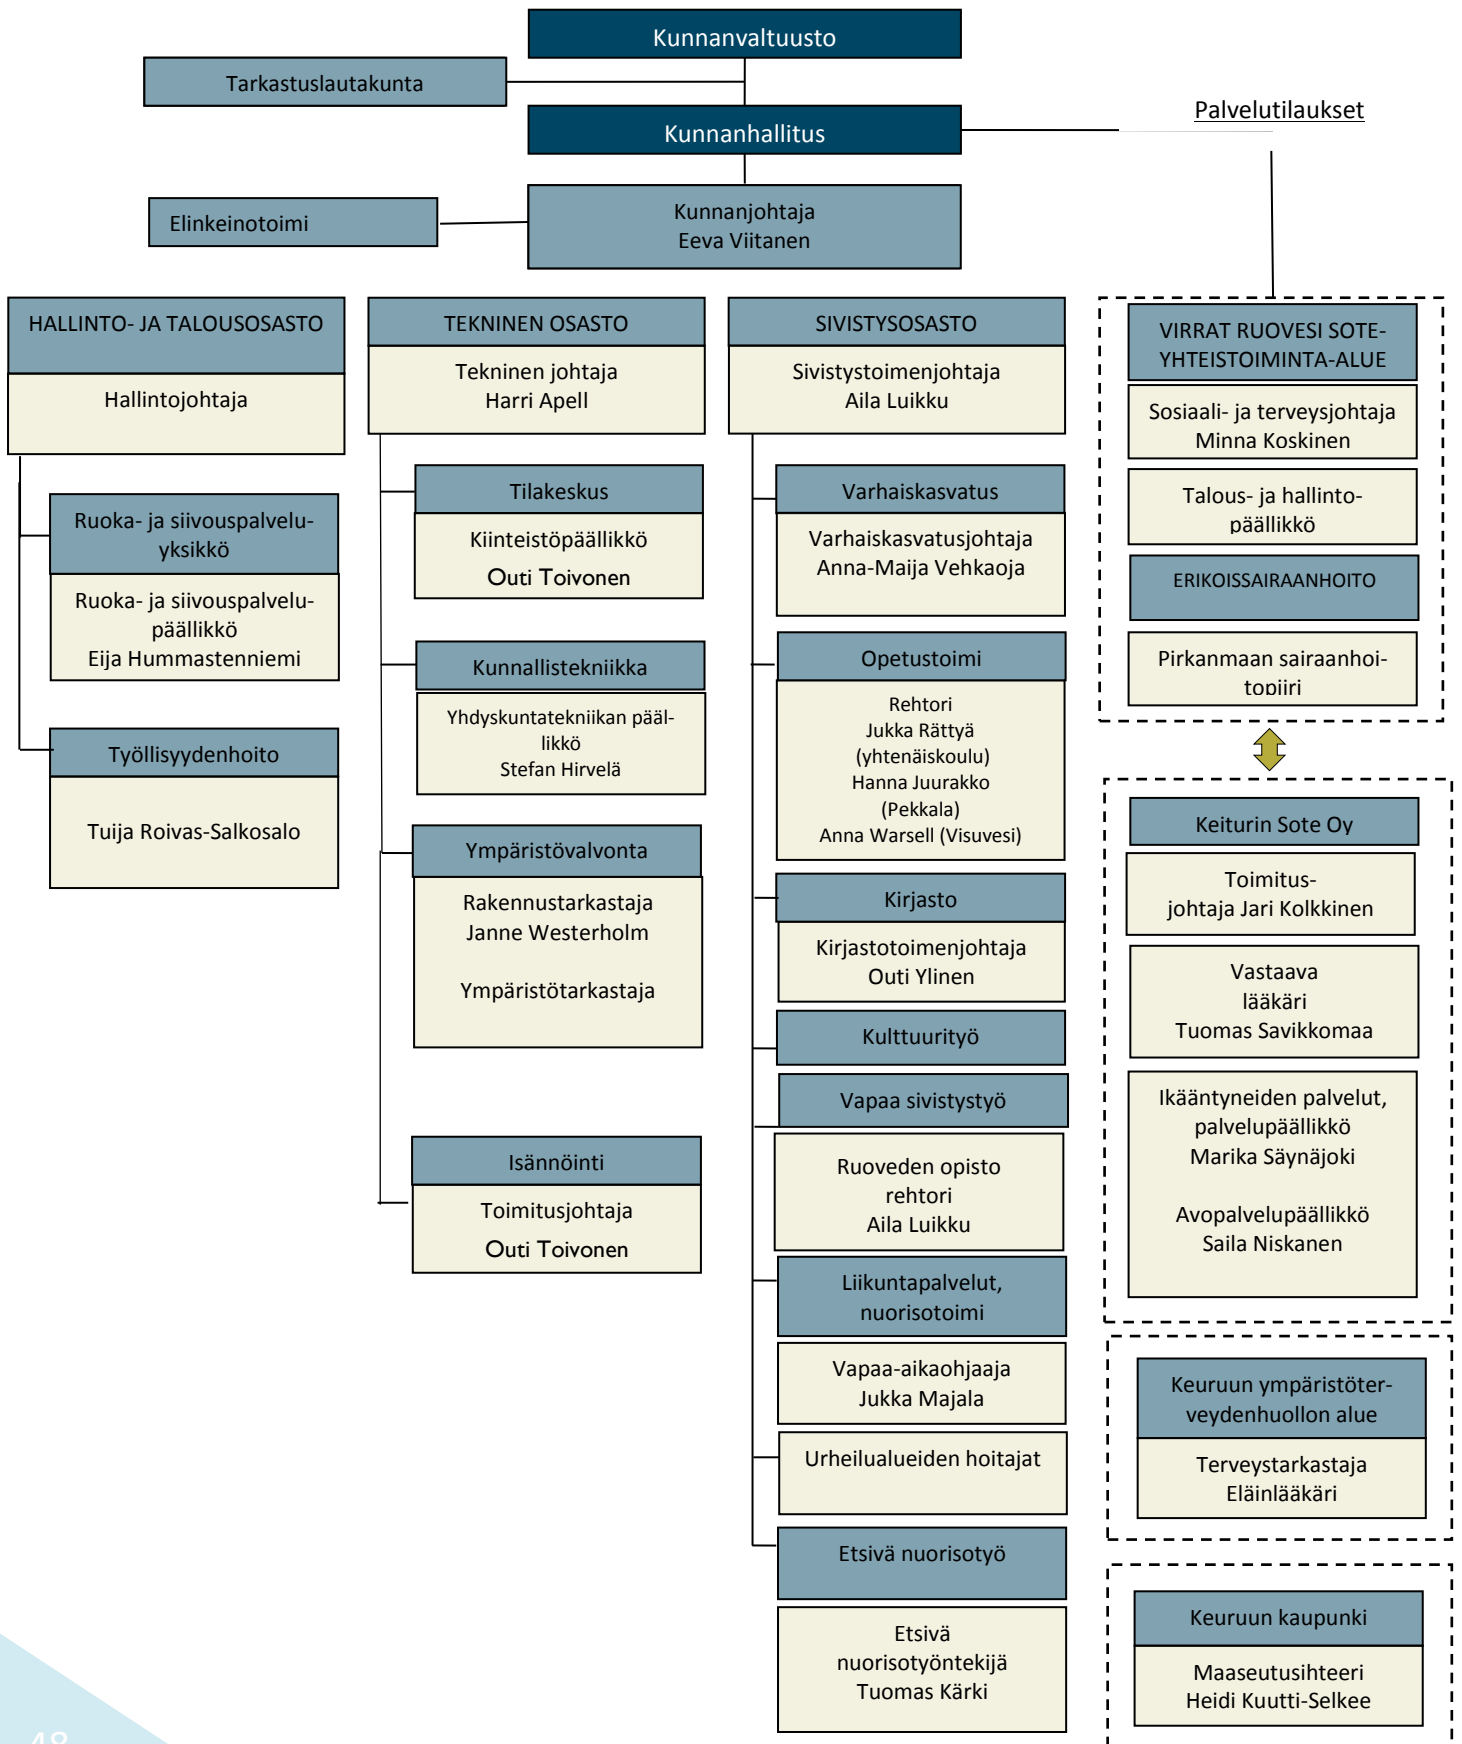 Kunnanvaltuusto
Tarkastuslautakunta
Palvelutilaukset
Kunnanhallitus
Elinkeinotoimi
Kunnanjohtaja
Eeva Viitanen
HALLINTO- JA TALOUSOSASTO
Hallintojohtaja
Ruoka- ja siivouspalvelu-
yksikkö
Ruoka- ja siivouspalvelu-
päällikkö
Eija Hummastenniemi
Työllisyydenhoito
Tuija Roivas-Salkosalo
TEKNINEN OSASTO
Tekninen johtaja
Harri Apell
Tilakeskus
Kiinteistöpäällikkö
Outi Toivonen
Kunnallistekniikka
Yhdyskuntatekniikan pääl-
likkö
Stefan Hirvelä
Ympäristövalvonta
Rakennustarkastaja
Janne Westerholm
Ympäristötarkastaja
Isännöinti
Toimitusjohtaja
Outi Toivonen
SIVISTYSOSASTO
Sivistystoimenjohtaja
Aila Luikku
Varhaiskasvatus
Varhaiskasvatusjohtaja
Anna-Maija Vehkaoja
Opetustoimi
Rehtori
Jukka Rättyä
(yhtenäiskoulu)
Hanna Juurakko
(Pekkala)
Anna Warsell (Visuvesi)
Kirjasto
Kirjastotoimenjohtaja
Outi Ylinen
Kulttuurityö
Vapaa sivistystyö
Ruoveden opisto
rehtori
Aila Luikku
Liikuntapalvelut,
nuorisotoimi
Vapaa-aikaohjaaja
Jukka Majala
Urheilualueiden hoitajat
Etsivä nuorisotyö
Etsivä
nuorisotyöntekijä
Tuomas Kärki
VIRRAT RUOVESI SOTE-
YHTEISTOIMINTA-ALUE
Sosiaali- ja terveysjohtaja
Minna Koskinen
Talous- ja hallinto-
päällikkö
ERIKOISSAIRAANHOITO
Pirkanmaan sairaanhoi-
topiiri
Keiturin Sote Oy
Toimitus-
johtaja Jari Kolkkinen
Vastaava
lääkäri
Tuomas Savikkomaa
Ikääntyneiden palvelut,
palvelupäällikkö
Marika Säynäjoki
Avopalvelupäällikkö
Saila Niskanen
Keuruun ympäristöter-
veydenhuollon alue
Terveystarkastaja
Eläinlääkäri
Keuruun kaupunki
Maaseutusihteeri
Heidi Kuutti-Selkee
48